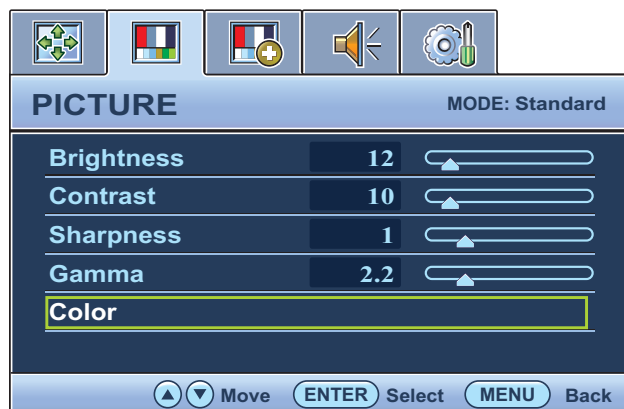 PICTURE MODE: Standard
Brightness 12
Contrast 10
Sharpness 1
Gamma 2.2
Color
Move ENTER Select MENU Back